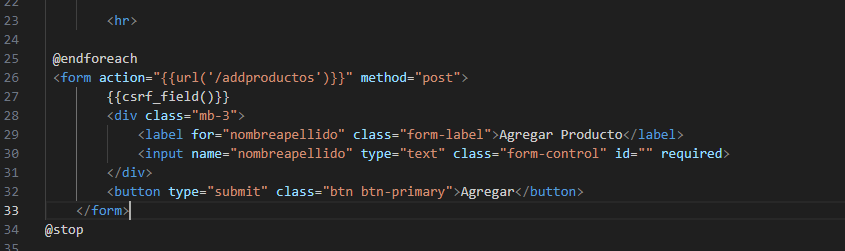 22
23 <hr>
24
25 @endforeach
26 <form action="{{url('/addproductos')}}" method="post">
27 {{csrf_field()}}
28 <div class="mb-3">
29 <label for="nombreapellido" class="form-label">Agregar Producto</label>
30 <input name="nombreapellido" type="text" class="form-control" id="" required>
31 </div>
32 <button type="submit" class="btn btn-primary">Agregar</button>
33 </form>
34 @stop
35